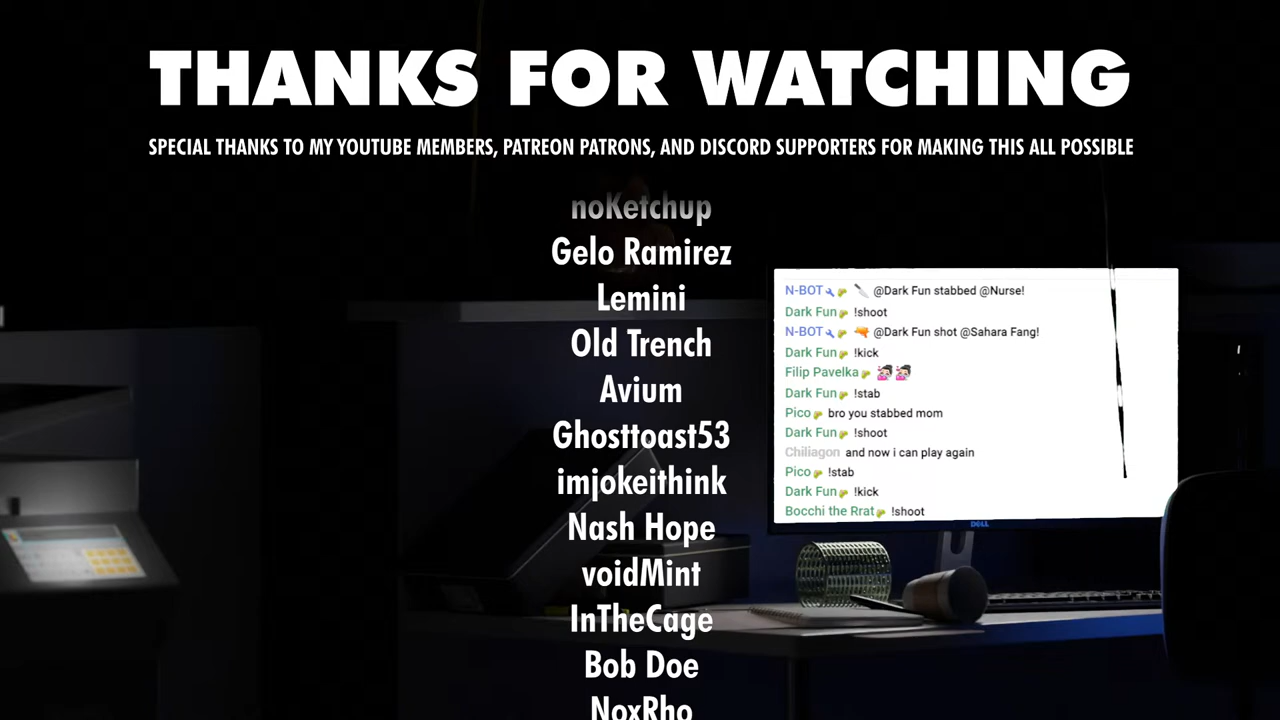 THANKS FOR WATCHING
SPECIAL THANKS TO MY YOUTUBE MEMBERS, PATREON PATRONS, AND DISCORD SUPPORTERS FOR MAKING THIS ALL POSSIBLE
noKetchup
Gelo Ramirez
Lemini
Old Trench
Avium
Ghosttoast53
imjokeithink
Nash Hope
voidMint
InTheCage
Bob Doe
NoxRho
N-BOT @Dark Fun stabbed @Nurse!
Dark Fun !shoot
N-BOT @Dark Fun shot @Sahara Fang!
Dark Fun !kick
Filip Pavelka
Dark Fun !stab
Pico bro you stabbed mom
Dark Fun !shoot
Chiliagon and now i can play again
Pico !stab
Dark Fun !kick
Bocchi the Rrat !shoot
DELL